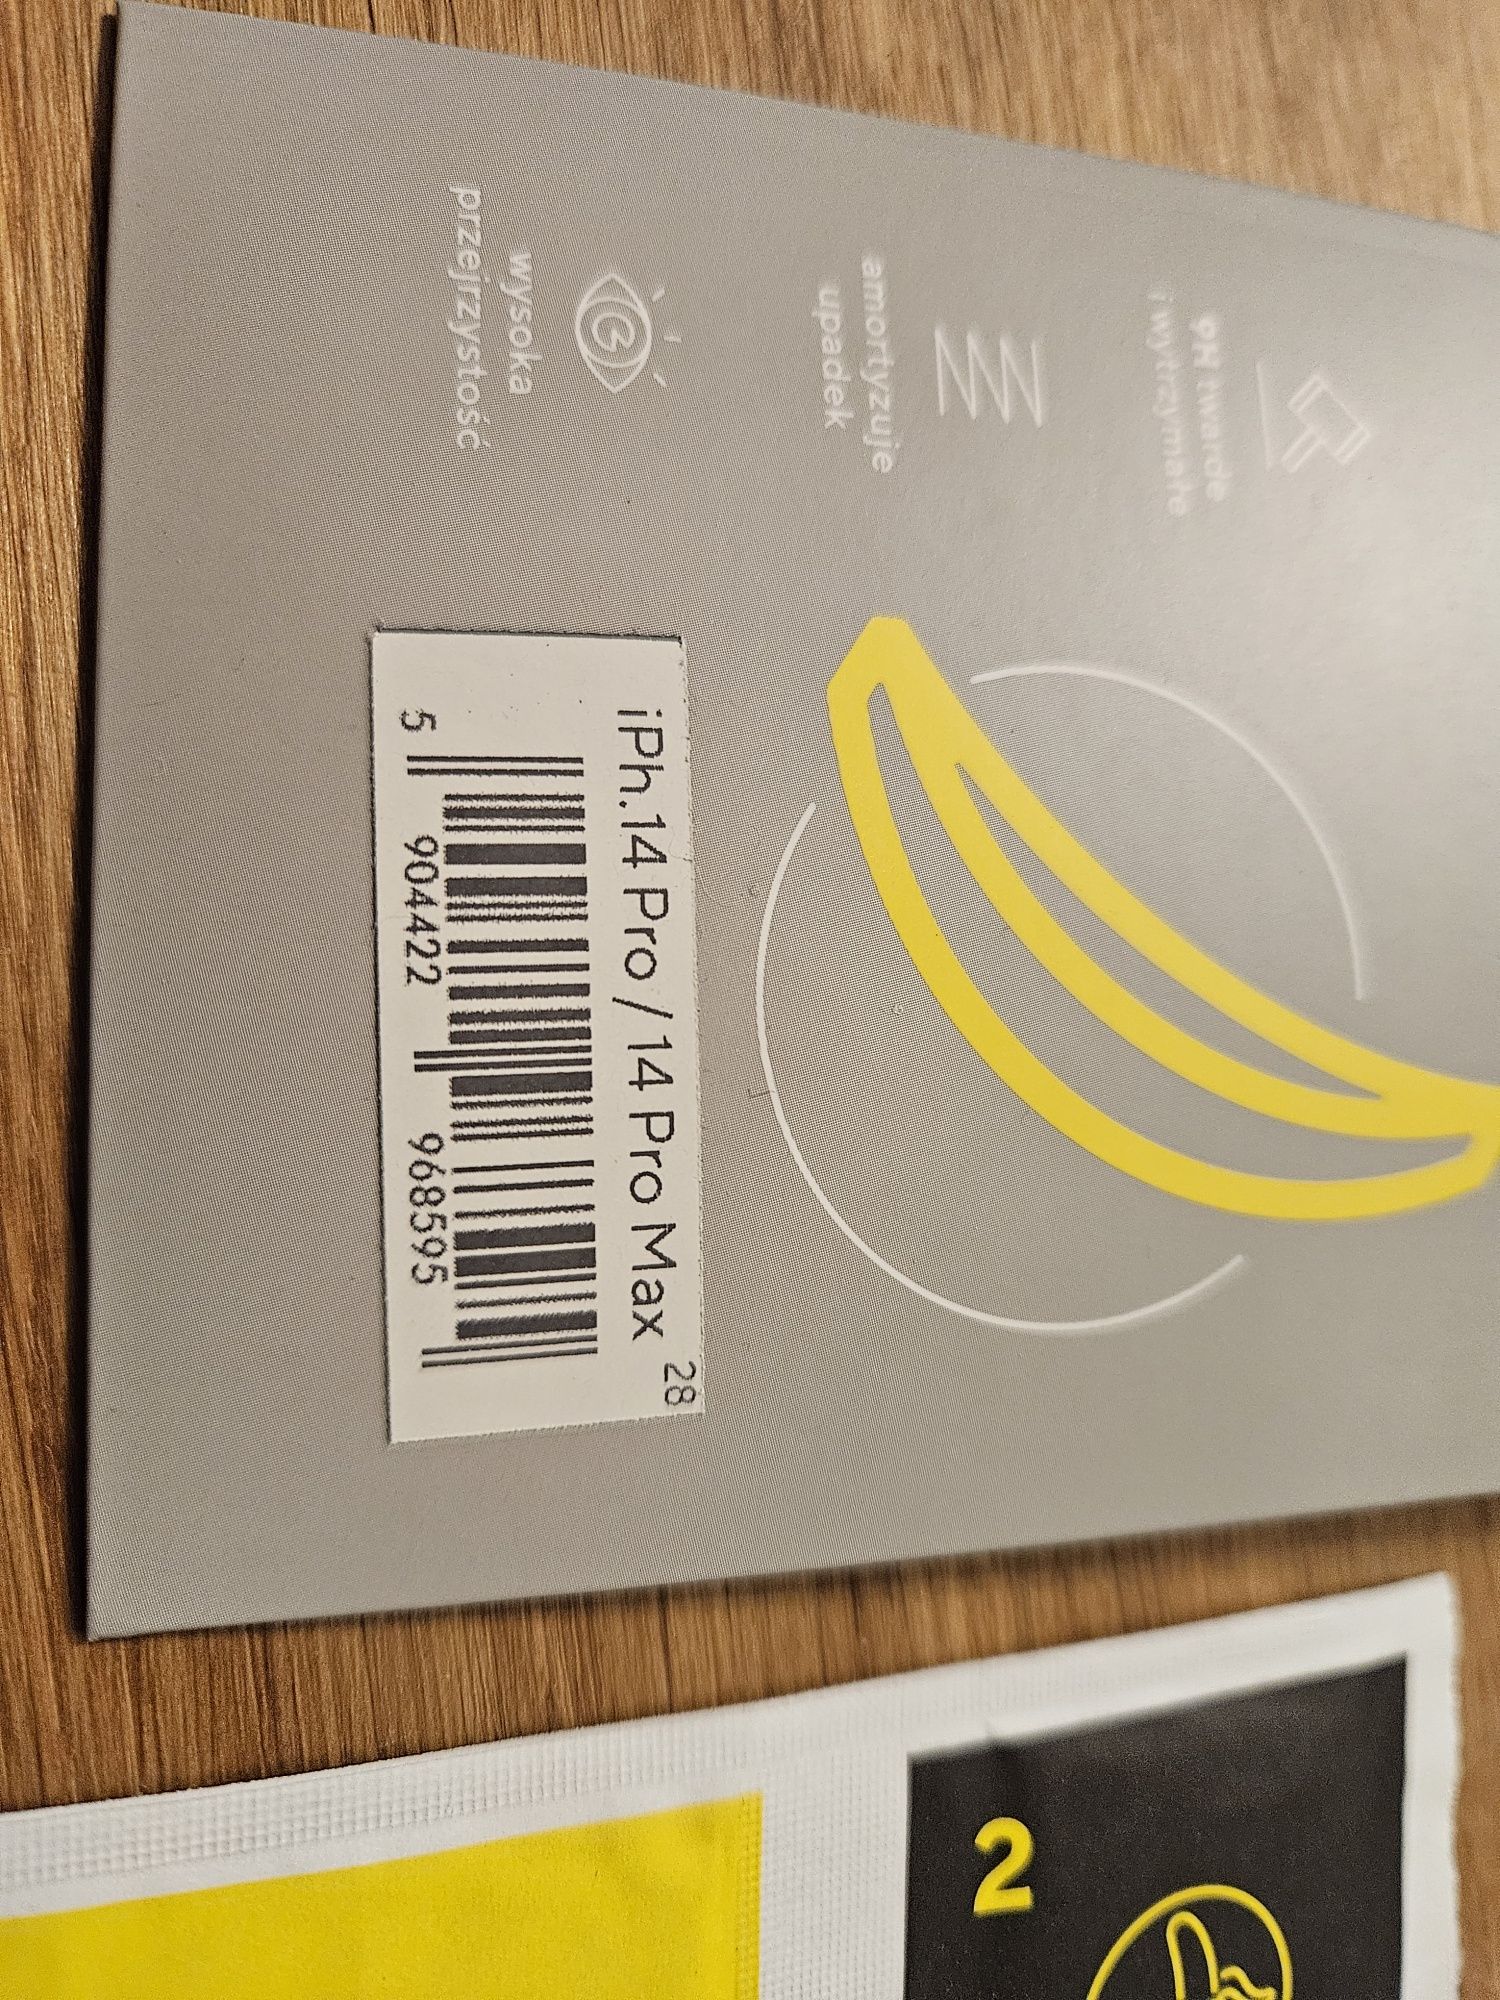 9H twarde
i wytrzymałe
amortyzuje
upadek
wysoka
przejrzystość
28
iPh.14 Pro / 14 Pro Max
5 904422 968595
2